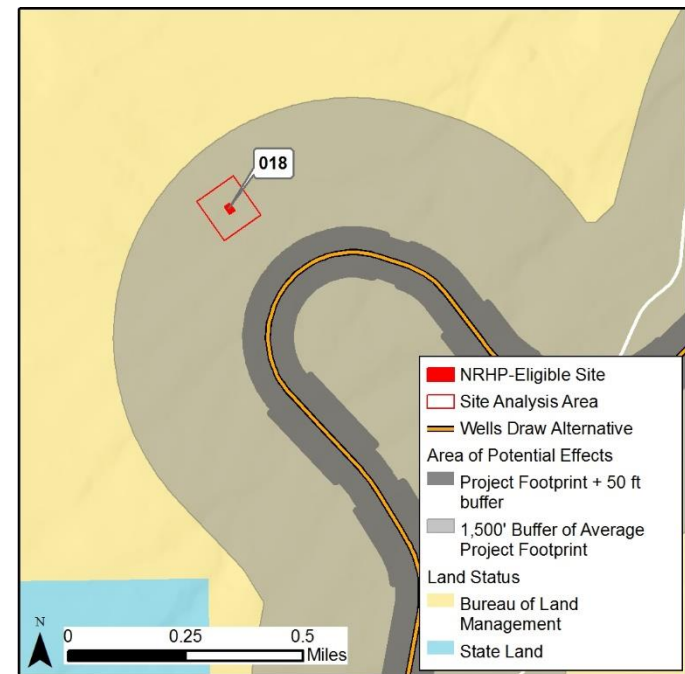 018
NRHP-Eligible Site
Site Analysis Area
Wells Draw Alternative
Area of Potential Effects
Project Footprint + 50 ft
buffer
1,500' Buffer of Average
Project Footprint
Land Status
Bureau of Land
Management
State Land
N
0 0.25 0.5
Miles